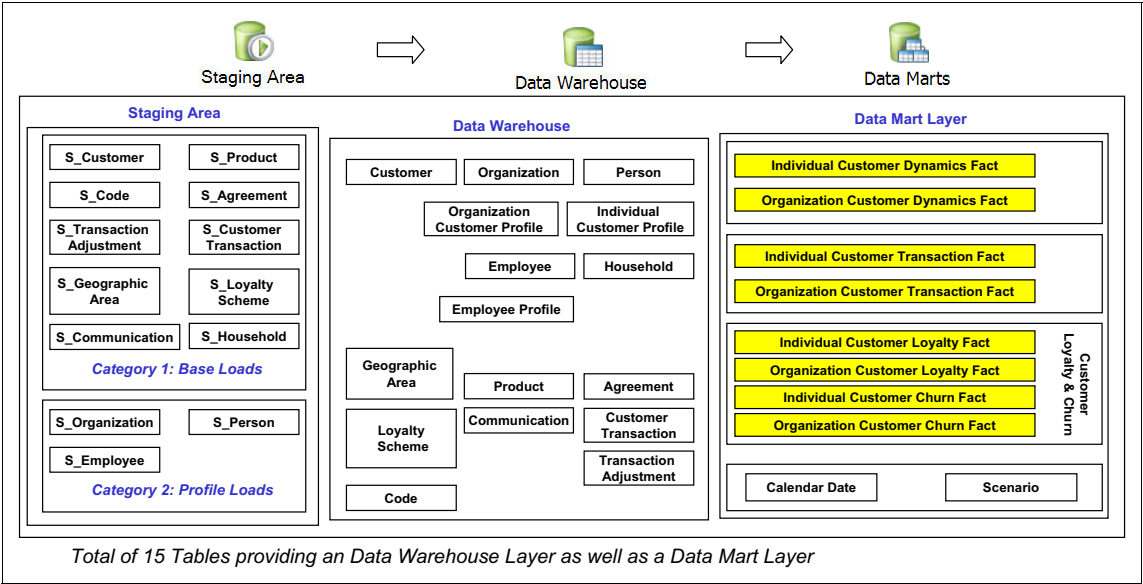 Staging Area
Data Warehouse
Data Marts
Staging Area
S_Customer
S_Product
S_Code
S_Agreement
S_Transaction
Adjustment
S_Customer
Transaction
S_Geographic
Area
S_Loyalty
Scheme
S_Communication
S_Household
Category 1: Base Loads
S_Organization
S_Person
S_Employee
Category 2: Profile Loads
Data Warehouse
Customer
Organization
Person
Organization
Customer Profile
Individual
Customer Profile
Employee
Household
Employee Profile
Geographic
Area
Product
Agreement
Loyalty
Scheme
Communication
Customer
Transaction
Transaction
Adjustment
Code
Data Mart Layer
Individual Customer Dynamics Fact
Organization Customer Dynamics Fact
Individual Customer Transaction Fact
Organization Customer Transaction Fact
Individual Customer Loyalty Fact
Organization Customer Loyalty Fact
Individual Customer Churn Fact
Organization Customer Churn Fact
Customer
Loyalty & Churn
Calendar Date
Scenario
Total of 15 Tables providing an Data Warehouse Layer as well as a Data Mart Layer